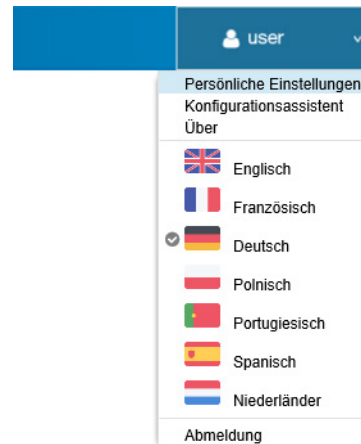 user
Persönliche Einstellungen
Konfigurationsassistent
Über
Englisch
Französisch
Deutsch
Polnisch
Portugiesisch
Spanisch
Niederländer
Abmeldung